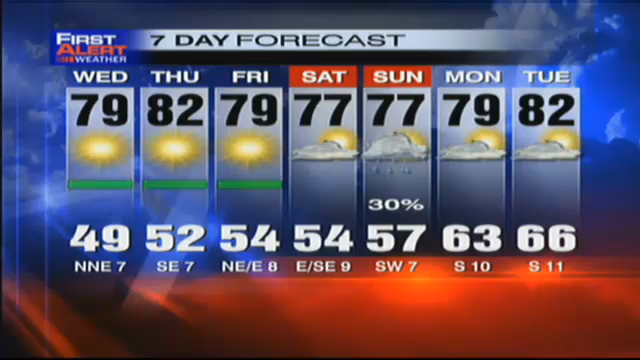 FIRST
ALERT
WEATHER
7 DAY FORECAST
WED THU FRI SAT SUN MON TUE
79 82 79 77 77 79 82
30%
49 52 54 54 57 63 66
NNE 7 SE 7 NE/E 8 E/SE 9 SW 7 S 10 S 11